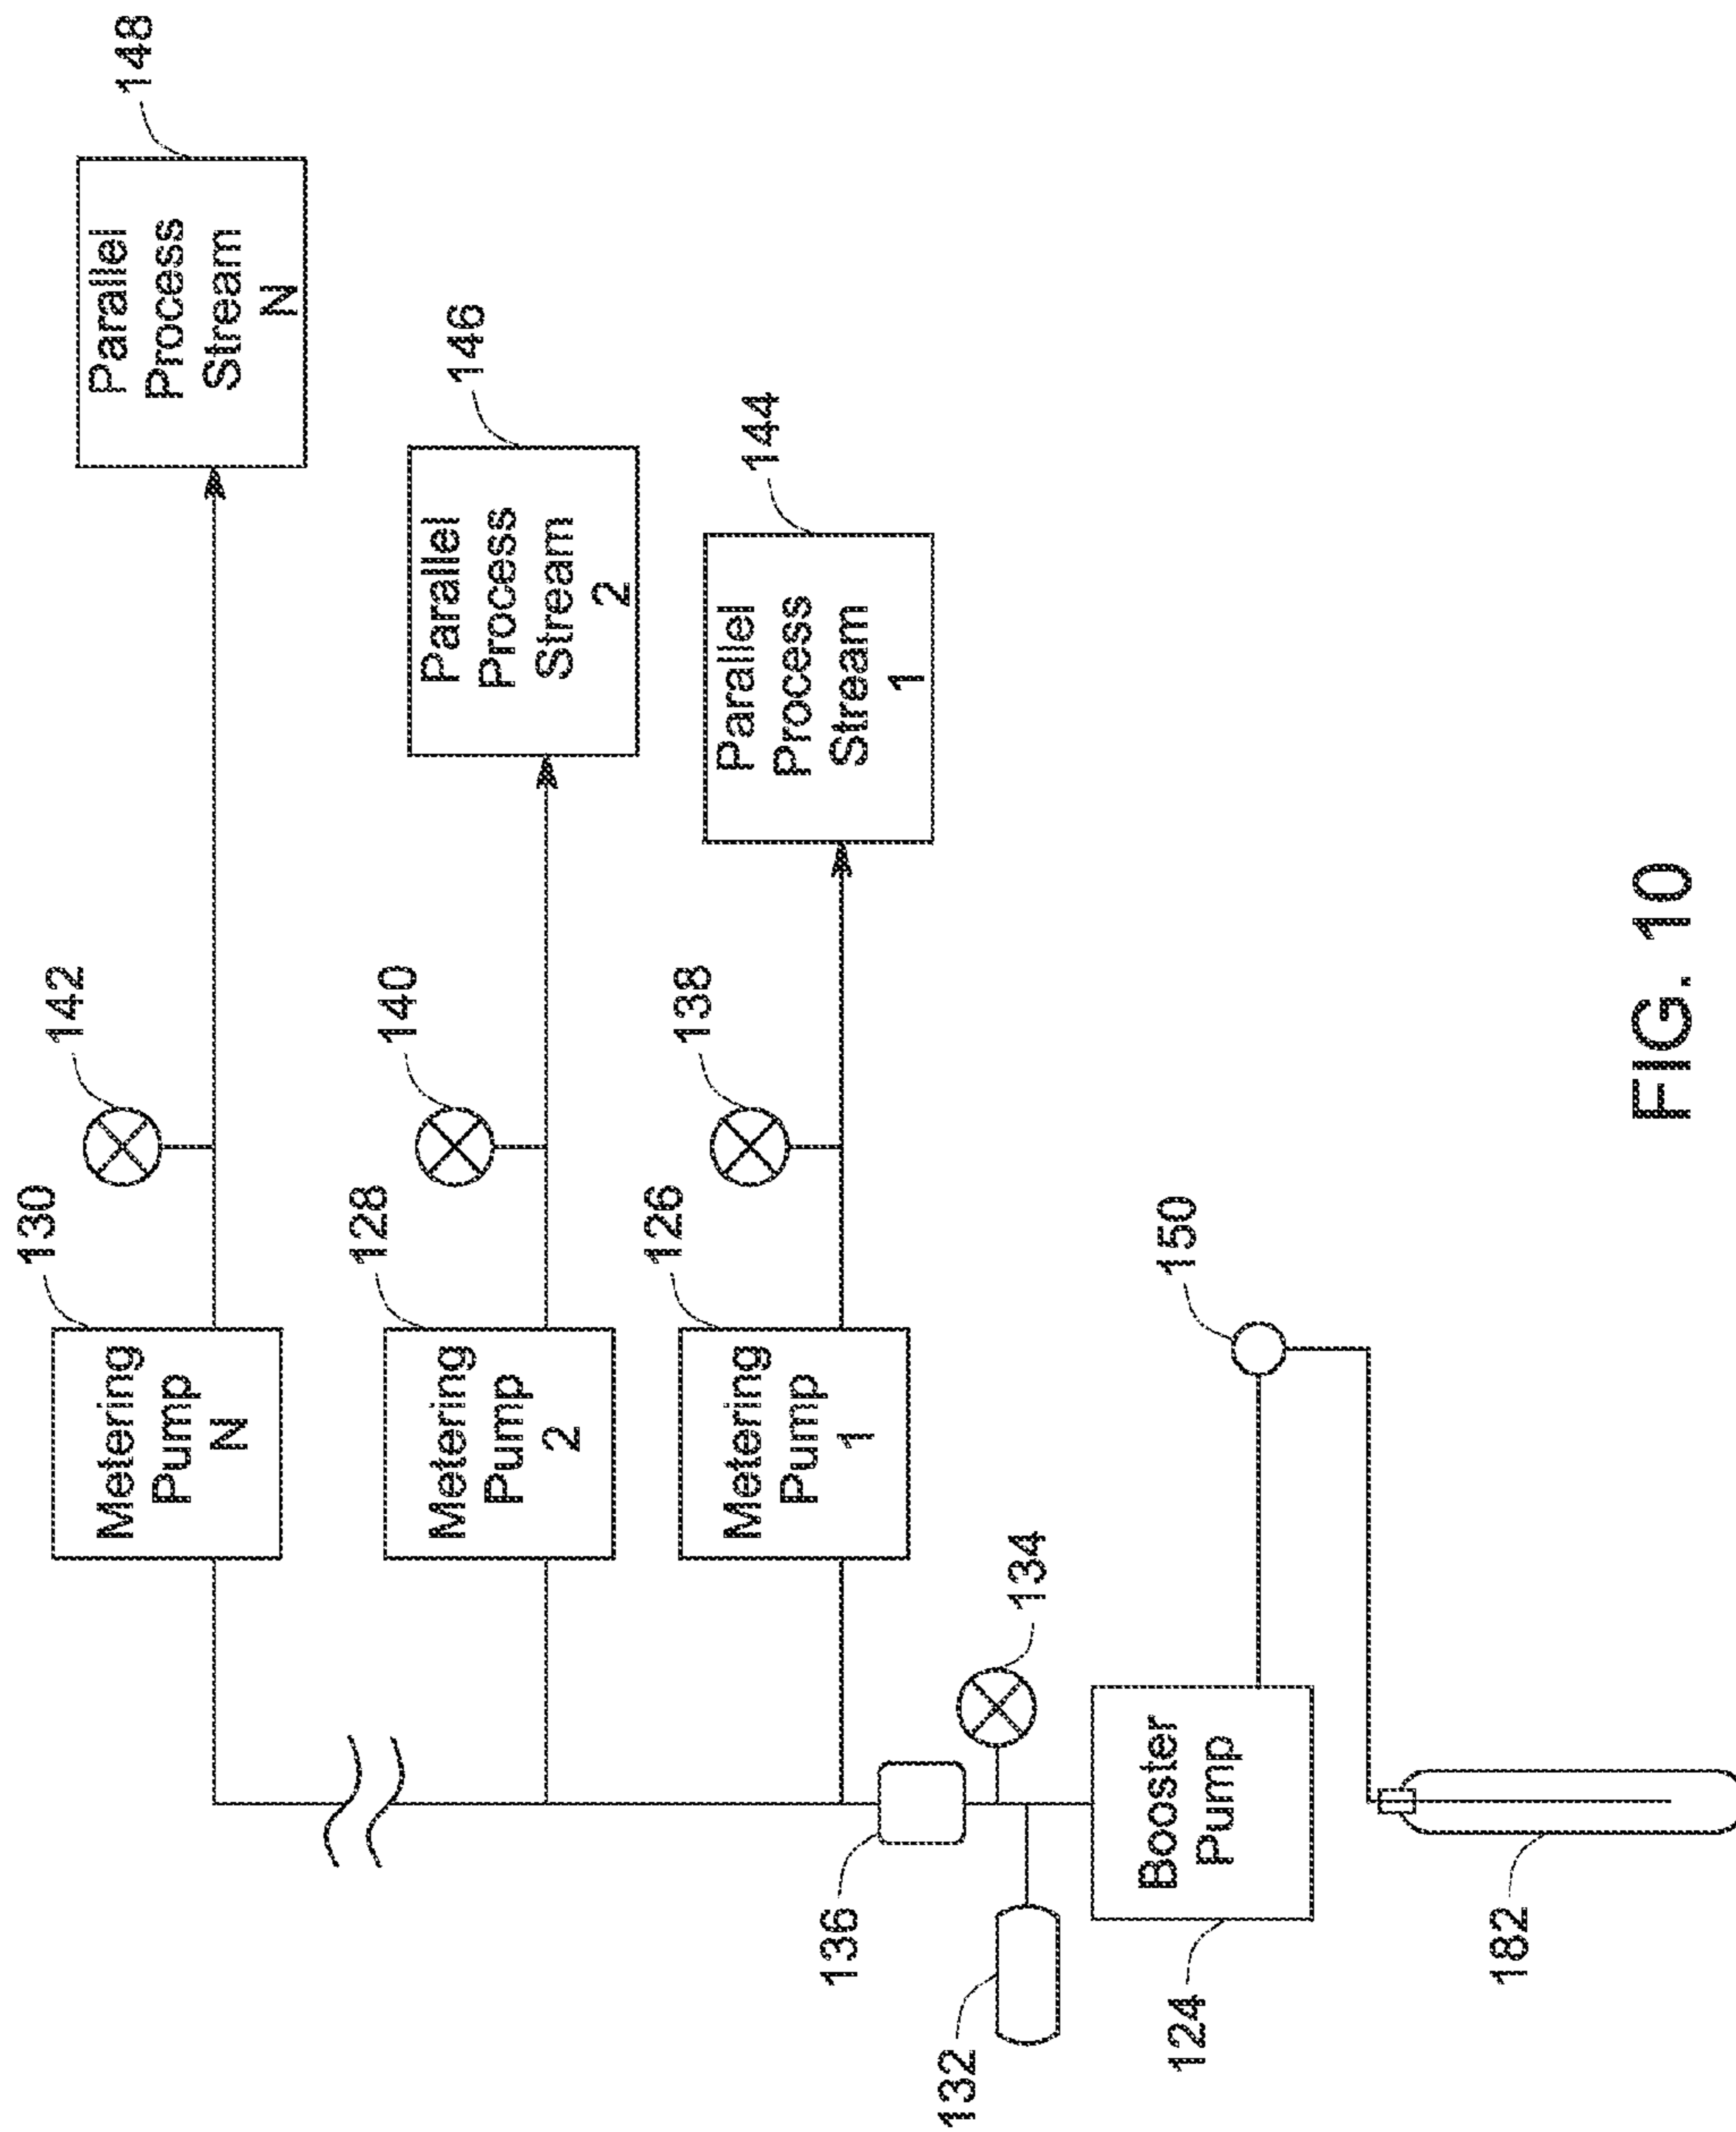 148
Parallel
Process
Stream
N
146
Parallel
Process
Stream
2
144
Parallel
Process
Stream
1
142
140
138
130
128
126
Metering
Pump
N
Metering
Pump
2
Metering
Pump
1
150
134
136
132
Booster
Pump
124
182
FIG. 10